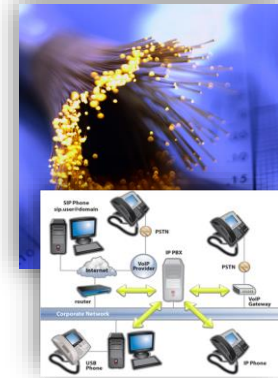 SIP Phone
sip.user@domain
PSTN
Internet
VoIP
Provider
IP PBX
PSTN
router
VoIP
Gateway
Corporate Network
USB
Phone
IP Phone